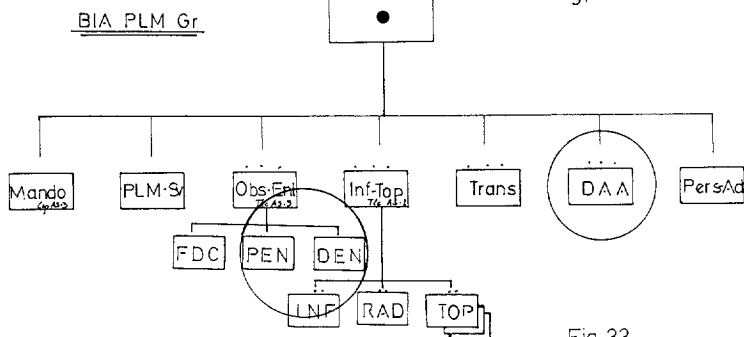 BIA PLM Gr
Mando
PLM-Sv
Obs-Enl
Inf-Top
Trans
DAA
Pers-Ad
FDC
PEN
DEN
INF
RAD
TOP